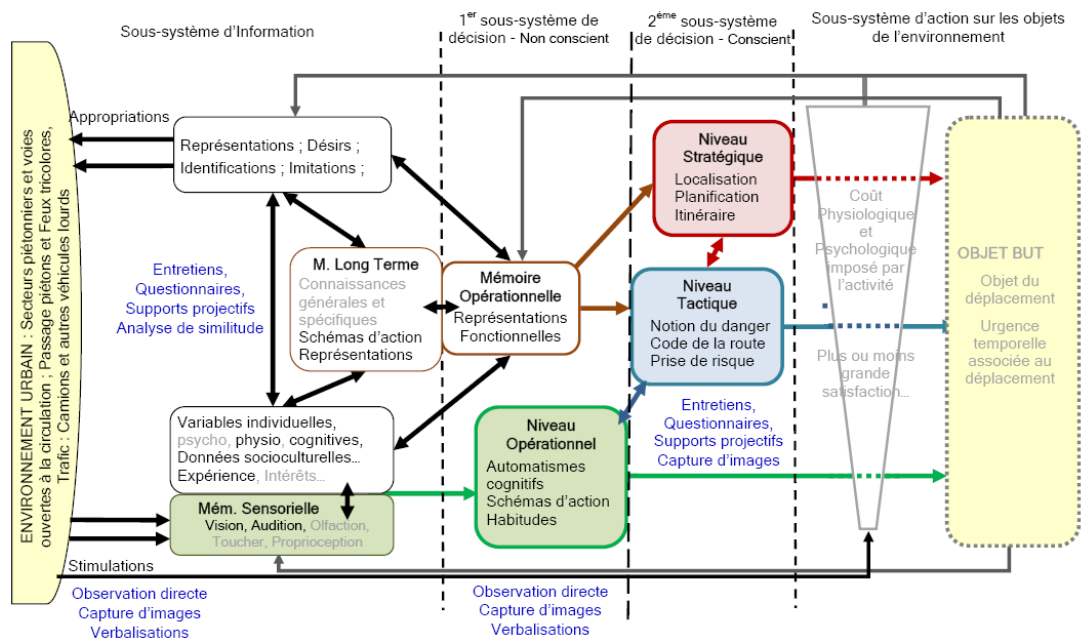 Sous-système d'Information
1er sous-système de
décision - Non conscient
2ème sous-système
de décision - Conscient
Sous-système d'action sur les objets
de l'environnement
ENVIRONNEMENT URBAIN : Secteurs piétonniers et voies
ouvertes à la circulation ; Passage piétons et Feux tricolores,
Trafic : Camions et autres véhicules lourds
Appropriations
Représentations ; Désirs ;
Identifications ; Imitations ;
Entretiens,
Questionnaires,
Supports projectifs
Analyse de similitude
M. Long Terme
Connaissances
générales et
spécifiques
Schémas d'action
Représentations
Mémoire
Opérationnelle
Représentations
Fonctionnelles
Niveau
Stratégique
Localisation
Planification
Itinéraire
Niveau
Tactique
Notion du danger
Code de la route
Prise de risque
Niveau
Opérationnel
Automatismes
cognitifs
Schémas d'action
Habitudes
Entretiens,
Questionnaires,
Supports projectifs
Capture d'images
Coût
Physiologique
et
Psychologique
imposé par
l'activité
Plus ou moins
grande
satisfaction...
OBJET BUT
Objet du
déplacement
Urgence
temporelle
associée au
déplacement
Variables individuelles,
psycho, physio, cognitives,
Données socioculturelles...
Expérience, Intérêts...
Mém. Sensorielle
Vision, Audition, Olfaction,
Toucher, Proprioception
Stimulations
Observation directe
Capture d'images
Verbalisations
Observation directe
Capture d'images
Verbalisations